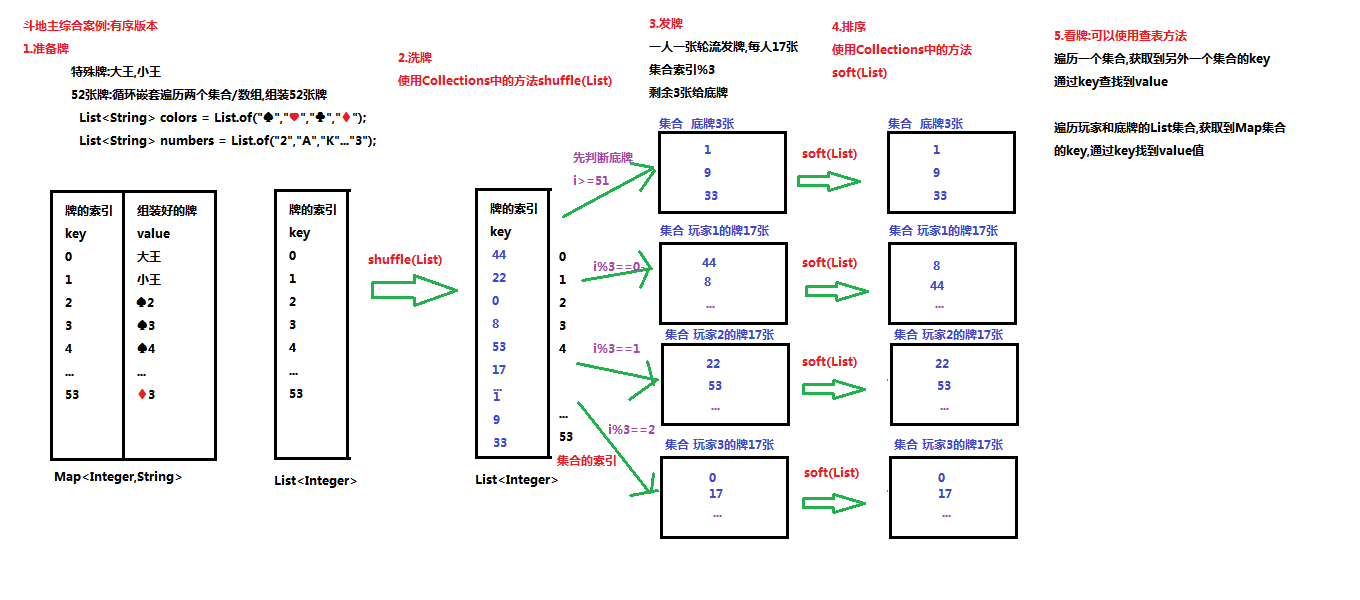 斗地主综合案例:有序版本
1.准备牌
特殊牌:大王,小王
52张牌:循环嵌套遍历两个集合/数组,组装52张牌
List<String> colors = List.of("♠","♥","♣","♦");
List<String> numbers = List.of("2","A","K"..."3");
牌的索引
key
0
1
2
3
4
...
53
组装好的牌
value
大王
小王
♠2
♠3
♠4
...
♦3
Map<Integer,String>
牌的索引
key
0
1
2
3
4
...
53
List<Integer>
2.洗牌
使用Collections中的方法shuffle(List)
shuffle(List)
牌的索引
key
44
22
0
8
53
17
...
1
9
33
List<Integer>
0
1
2
3
4
...
53
集合的索引
3.发牌
一人一张轮流发牌,每人17张
集合索引%3
剩余3张给底牌
先判断底牌
i>=51
i%3==0
i%3==1
i%3==2
集合 底牌3张
1
9
33
集合 玩家1的牌17张
44
8
...
集合 玩家2的牌17张
22
53
...
集合 玩家3的牌17张
0
17
...
4.排序
使用Collections中的方法
soft(List)
soft(List)
soft(List)
soft(List)
soft(List)
集合 底牌3张
1
9
33
集合 玩家1的牌17张
8
44
...
集合 玩家2的牌17张
22
53
...
集合 玩家3的牌17张
0
17
...
5.看牌:可以使用查表方法
遍历一个集合,获取到另外一个集合的key
通过key查找到value
遍历玩家和底牌的List集合,获取到Map集合
的key,通过key找到value值